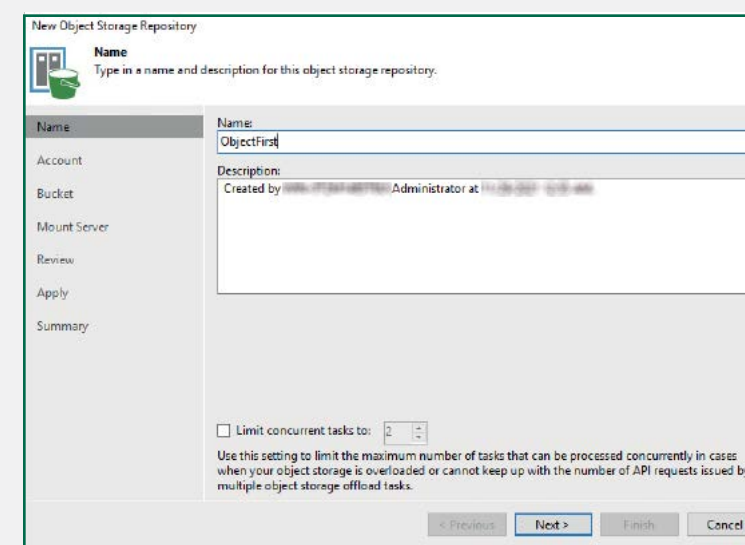 New Object Storage Repository
Name
Type in a name and description for this object storage repository.
Name
Account
Bucket
Mount Server
Review
Apply
Summary
Name:
ObjectFirst
Description:
Created by Administrator at
Limit concurrent tasks to: 2
Use this setting to limit the maximum number of tasks that can be processed concurrently in cases
when your object storage is overloaded or cannot keep up with the number of API requests issued by
multiple object storage offload tasks.
< Previous Next > Finish Cancel